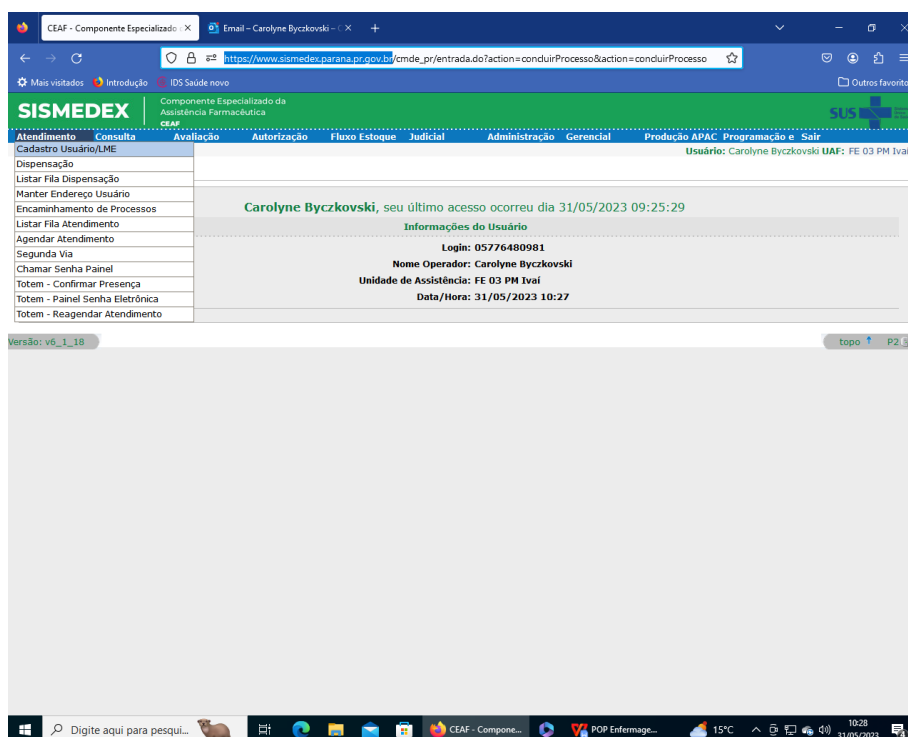 CEAF - Componente Especializado d
Email – Carolyne Byczkovski – O
https://www.sismedex.parana.pr.gov.br/cmde_pr/entrada.do?action=concluirProcesso&action=concluirProcesso
Mais visitados Introdução IDS Saúde novo Outros favorito
SISMEDEX
Componente Especializado da
Assistência Farmacêutica
CEAF
SUS
Atendimento Consulta Avaliação Autorização Fluxo Estoque Judicial Administração Gerencial Produção APAC Programação e Sair
Usuário: Carolyne Byczkovski UAF: FE 03 PM Ivaí
Cadastro Usuário/LME
Dispensação
Listar Fila Dispensação
Manter Endereço Usuário
Encaminhamento de Processos
Listar Fila Atendimento
Agendar Atendimento
Segunda Via
Chamar Senha Painel
Totem - Confirmar Presença
Totem - Painel Senha Eletrônica
Totem - Reagendar Atendimento
Carolyne Byczkovski, seu último acesso ocorreu dia 31/05/2023 09:25:29
Informações do Usuário
Login: 05776480981
Nome Operador: Carolyne Byczkovski
Unidade de Assistência: FE 03 PM Ivaí
Data/Hora: 31/05/2023 10:27
Versão: v6_1_18 topo P2
Digite aqui para pesqui... CEAF - Compone... POP Enfermage... 15°C 10:28
31/05/2023